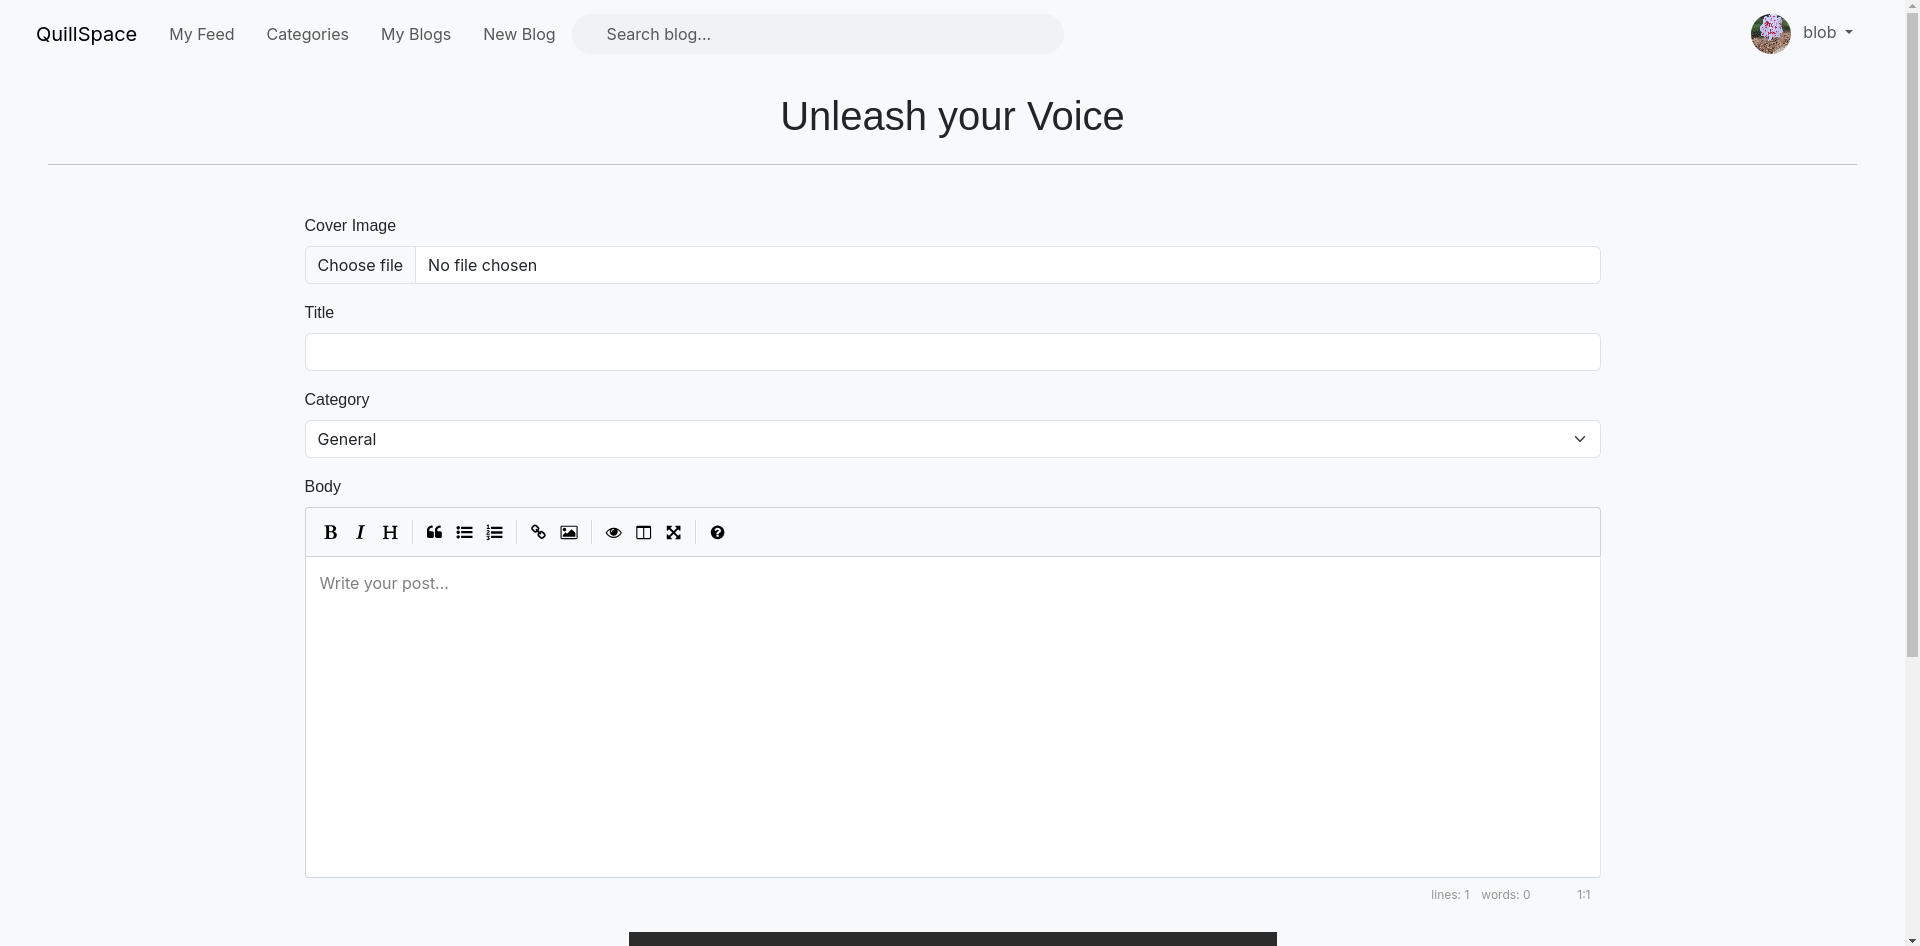 QuillSpace My Feed Categories My Blogs New Blog Search blog... blob
Unleash your Voice
Cover Image
Choose file No file chosen
Title
Category
General
Body
B I H
Write your post...
lines: 1 words: 0 1:1